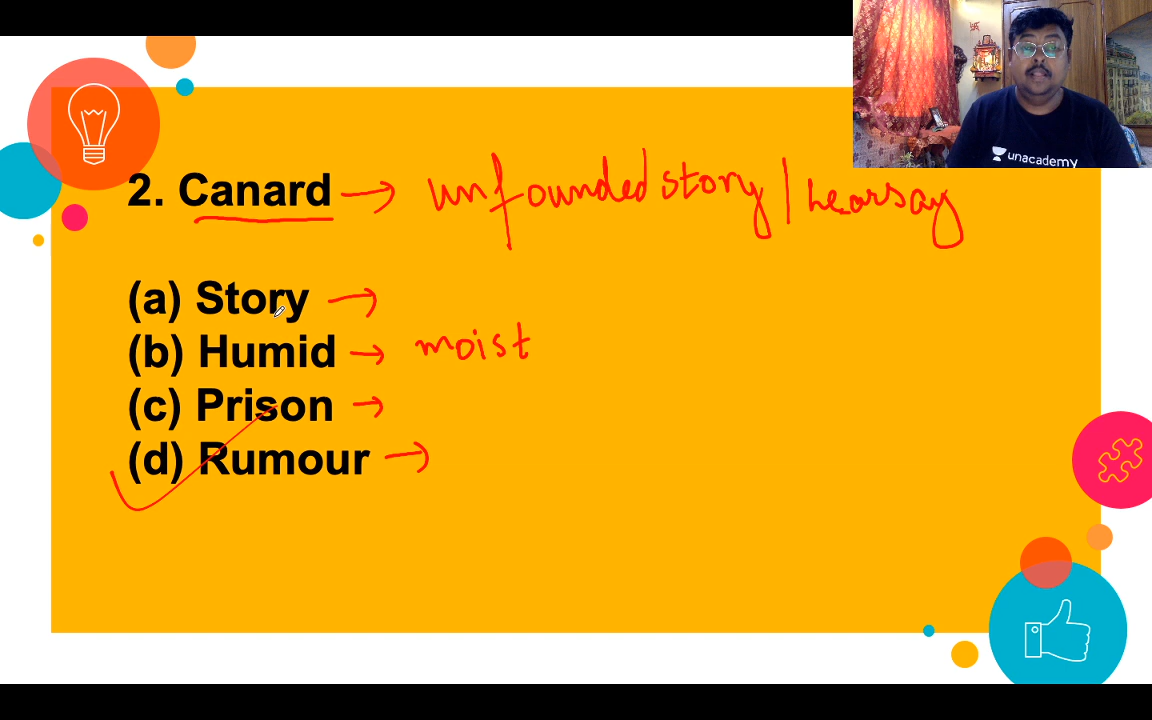 unacademy
2. Canard → unfounded story / hearsay
(a) Story →
(b) Humid → moist
(c) Prison →
(d) Rumour →